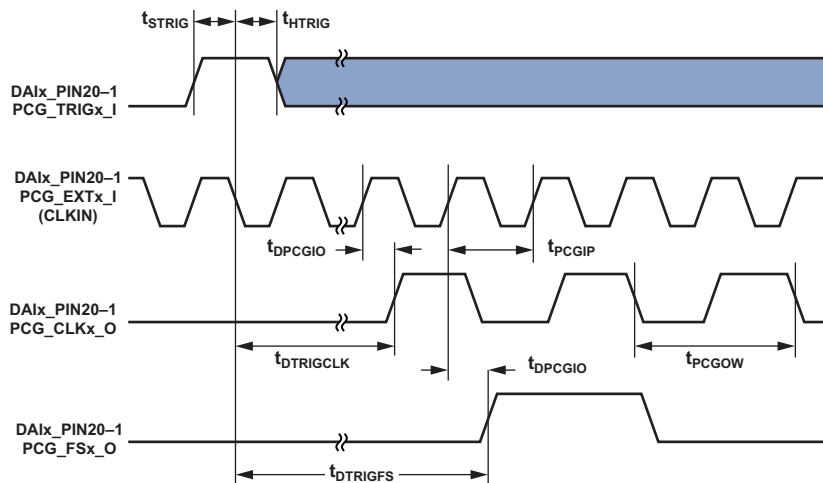 tSTRIG
tHTRIG
DAIx_PIN20–1
PCG_TRIGx_I
DAIx_PIN20–1
PCG_EXTx_I
(CLKIN)
tDPCGIO
tPCGIP
DAIx_PIN20–1
PCG_CLKx_O
tDTRIGCLK
tDPCGIO
tPCGOW
DAIx_PIN20–1
PCG_FSx_O
tDTRIGFS